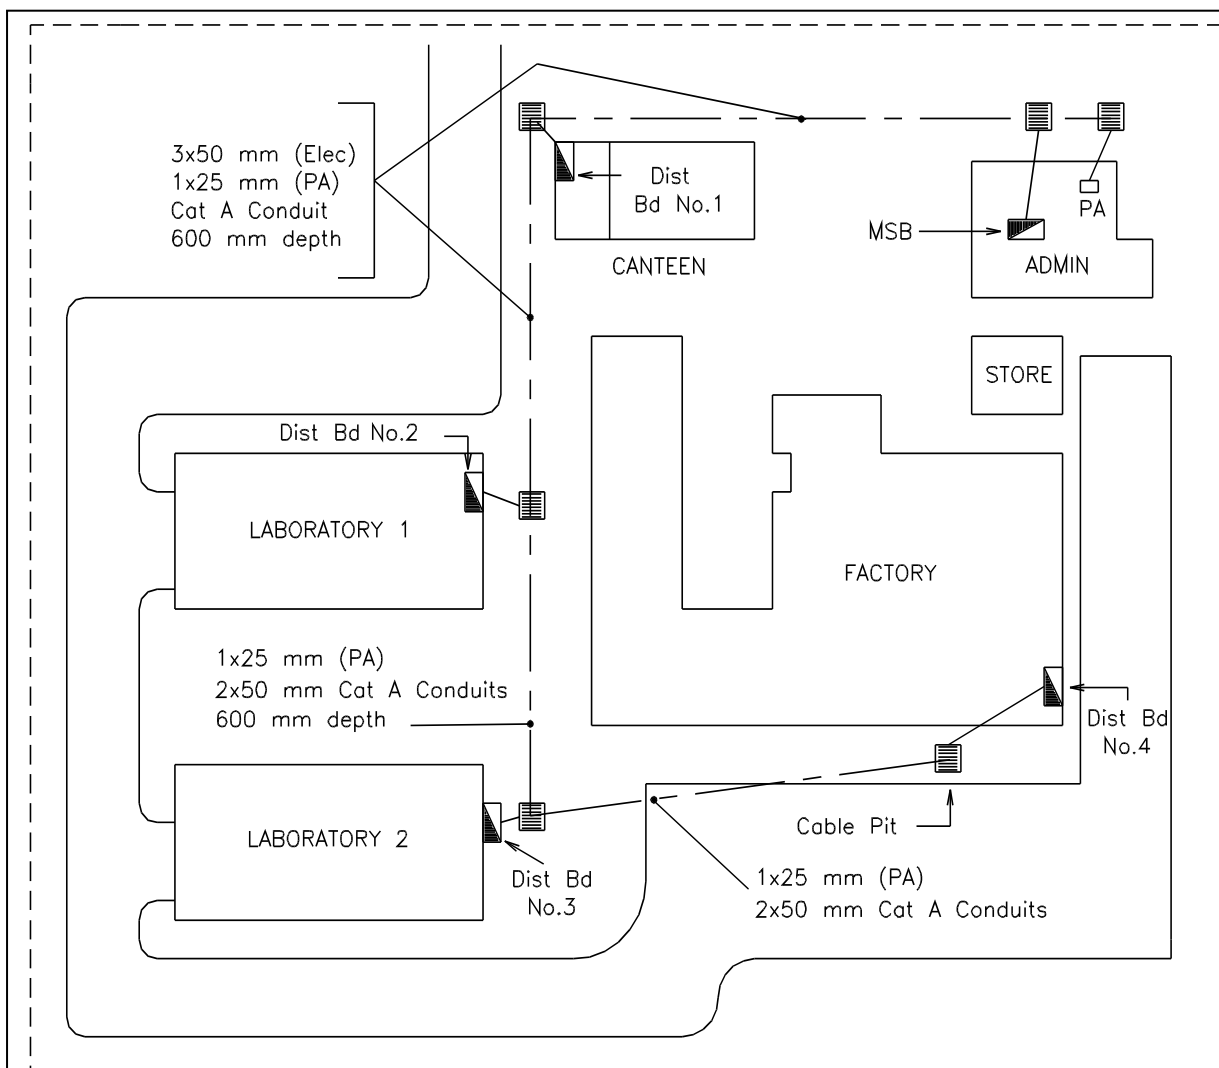 3x50 mm (Elec)
1x25 mm (PA)
Cat A Conduit
600 mm depth
Dist
Bd No.1
CANTEEN
PA
MSB
ADMIN
STORE
Dist Bd No.2
LABORATORY 1
FACTORY
1x25 mm (PA)
2x50 mm Cat A Conduits
600 mm depth
Dist Bd
No.4
Cable Pit
LABORATORY 2
Dist Bd
No.3
1x25 mm (PA)
2x50 mm Cat A Conduits